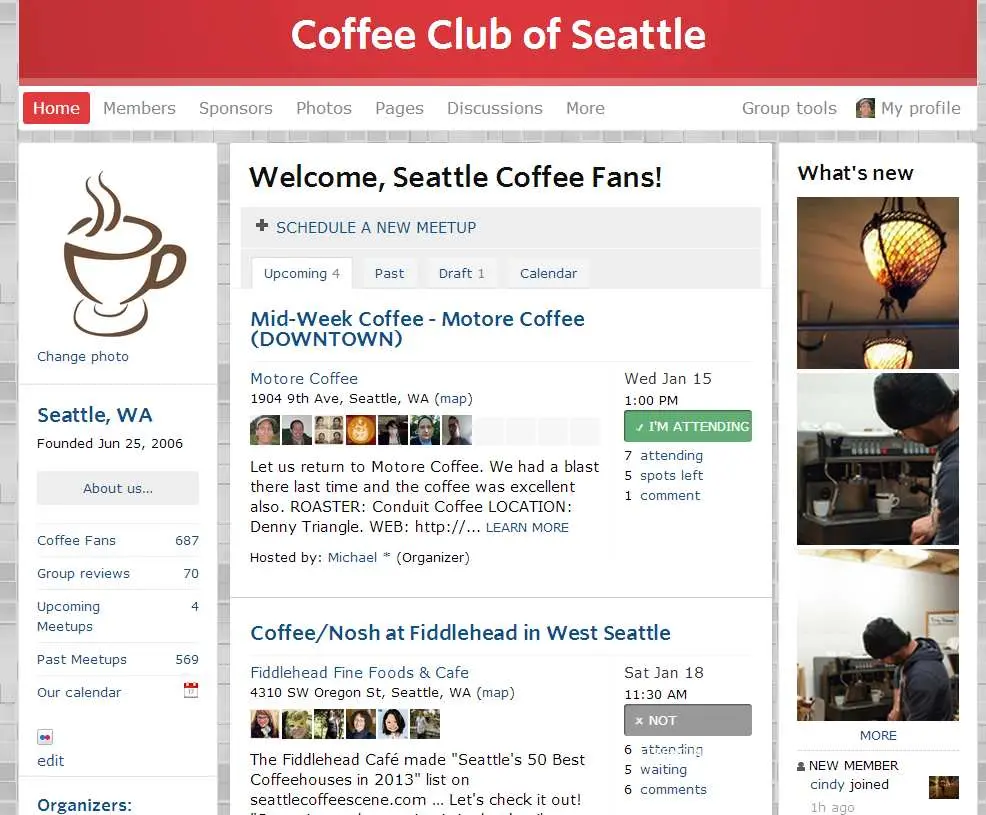 Coffee Club of Seattle
Home Members Sponsors Photos Pages Discussions More Group tools My profile
Change photo
Seattle, WA
Founded Jun 25, 2006
About us...
Coffee Fans 687
Group reviews 70
Upcoming Meetups 4
Past Meetups 569
Our calendar
edit
Organizers:
Welcome, Seattle Coffee Fans!
SCHEDULE A NEW MEETUP
Upcoming 4 Past Draft 1 Calendar
Mid-Week Coffee - Motore Coffee
(DOWNTOWN)
Motore Coffee
1904 9th Ave, Seattle, WA (map)
Let us return to Motore Coffee. We had a blast
there last time and the coffee was excellent
also. ROASTER: Conduit Coffee LOCATION:
Denny Triangle. WEB: http://... LEARN MORE
Hosted by: Michael * (Organizer)
Wed Jan 15
1:00 PM
✓ I'M ATTENDING
7 attending
5 spots left
1 comment
Coffee/Nosh at Fiddlehead in West Seattle
Fiddlehead Fine Foods & Cafe
4310 SW Oregon St, Seattle, WA (map)
The Fiddlehead Café made "Seattle's 50 Best
Coffeehouses in 2013" list on
seattlecoffeescene.com ... Let's check it out!
Sat Jan 18
11:30 AM
x NOT
6 attending
5 waiting
6 comments
What's new
MORE
NEW MEMBER
cindy joined
1h ago